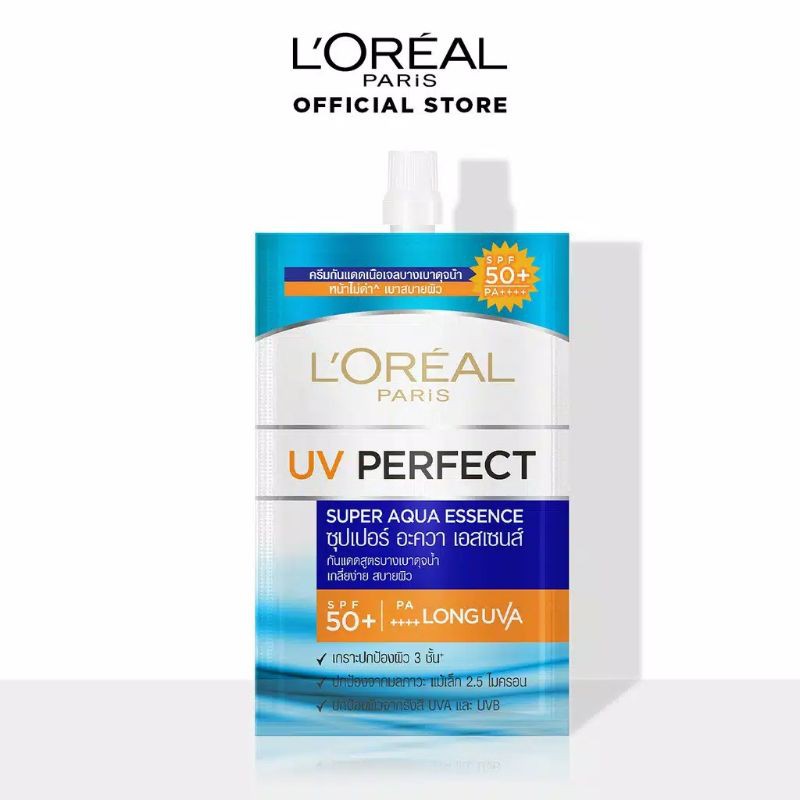 L'ORÉAL
PARiS
OFFICIAL STORE
ครีมกันแดดเนื้อเจลบางเบาดุจน้ำ
หน้าไม่ดำ^ เบาสบายผิว
SPF
50+
PA++++
L'ORÉAL
PARiS
UV PERFECT
SUPER AQUA ESSENCE
ซุปเปอร์ อะควา เอสเซนส์
กันแดดสูตรบางเบาดุจน้ำ
เกลี่ยง่าย สบายผิว
SPF 50+ | PA ++++ LONG UVA
✓ เกราะปกป้องผิว 3 ชั้น⁺
✓ ปกป้องจากมลภาวะ แม้เล็ก 2.5 ไมครอน
✓ ปกป้องผิวจากรังสี UVA และ UVB